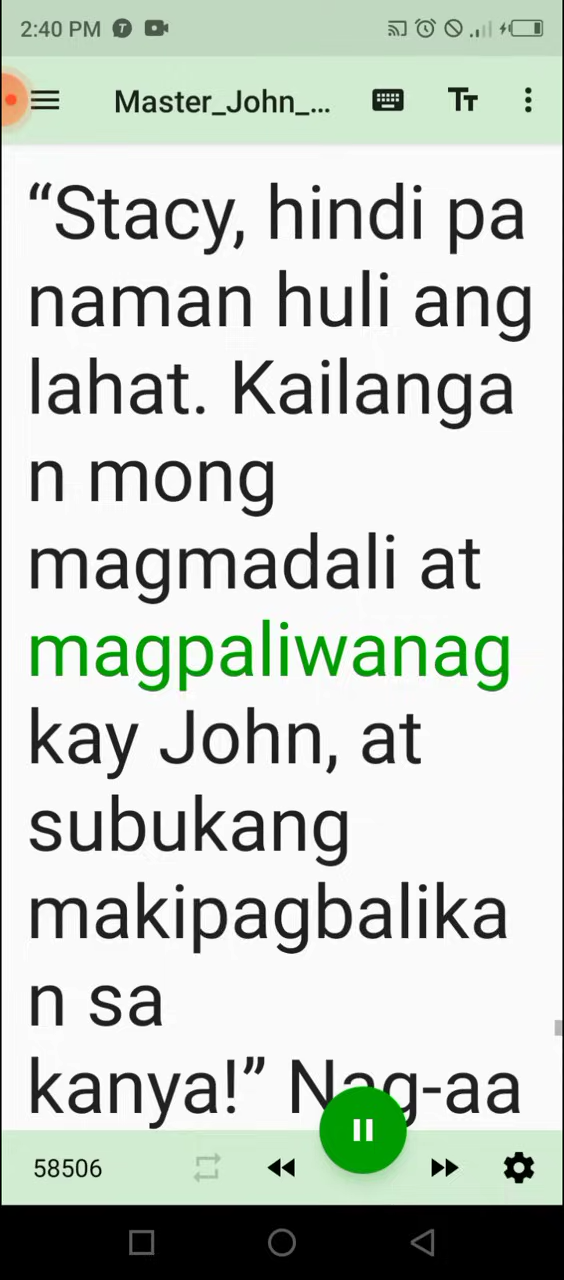 2:40 PM
Master_John_...
“Stacy, hindi pa
naman huli ang
lahat. Kailanga
n mong
magmadali at
magpaliwanag
kay John, at
subukang
makipagbalika
n sa
kanya!” Nag-aa
58506